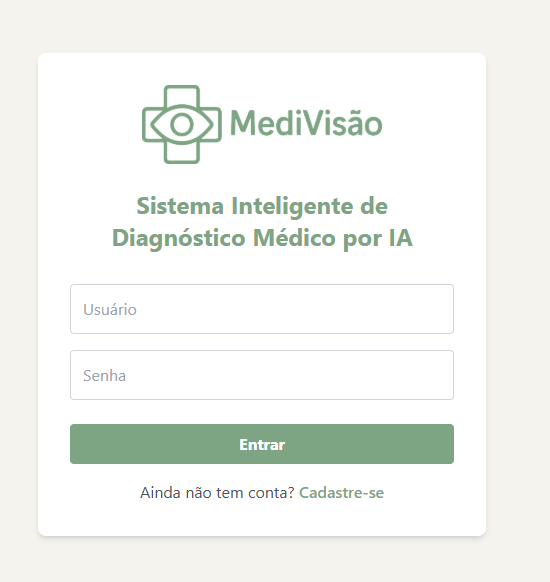 MediVisão
Sistema Inteligente de
Diagnóstico Médico por IA
Usuário
Senha
Entrar
Ainda não tem conta? Cadastre-se